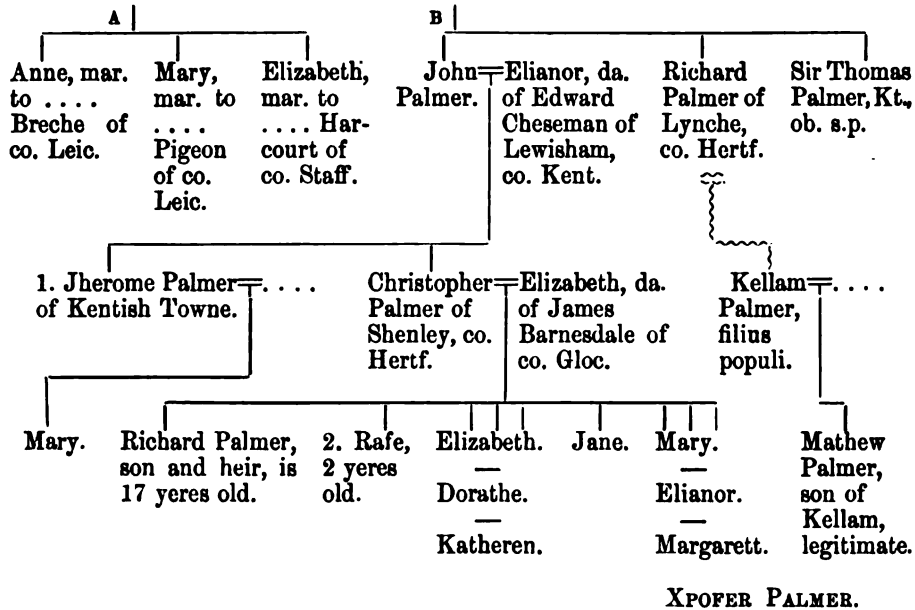 A
B
Anne, mar.
to . . . .
Breche of
co. Leic.
Mary,
mar. to
. . . .
Pigeon
of co.
Leic.
Elizabeth,
mar. to
. . . . Har-
court of
co. Staff.
John
Palmer.
Elianor, da.
of Edward
Cheseman of
Lewisham,
co. Kent.
Richard
Palmer of
Lynche,
co. Hertf.
Sir Thomas
Palmer, Kt.,
ob. s.p.
1. Jherome Palmer
of Kentish Towne.
. . . .
Christopher
Palmer of
Shenley, co.
Hertf.
Elizabeth, da.
of James
Barnesdale of
co. Gloc.
Kellam
Palmer,
filius
populi.
. . . .
Mary.
Richard Palmer,
son and heir, is
17 yeres old.
2. Rafe,
2 yeres
old.
Elizabeth.
—
Dorathe.
—
Katheren.
Jane.
Mary.
—
Elianor.
—
Margarett.
Mathew
Palmer,
son of
Kellam,
legitimate.
XPOFER PALMER.